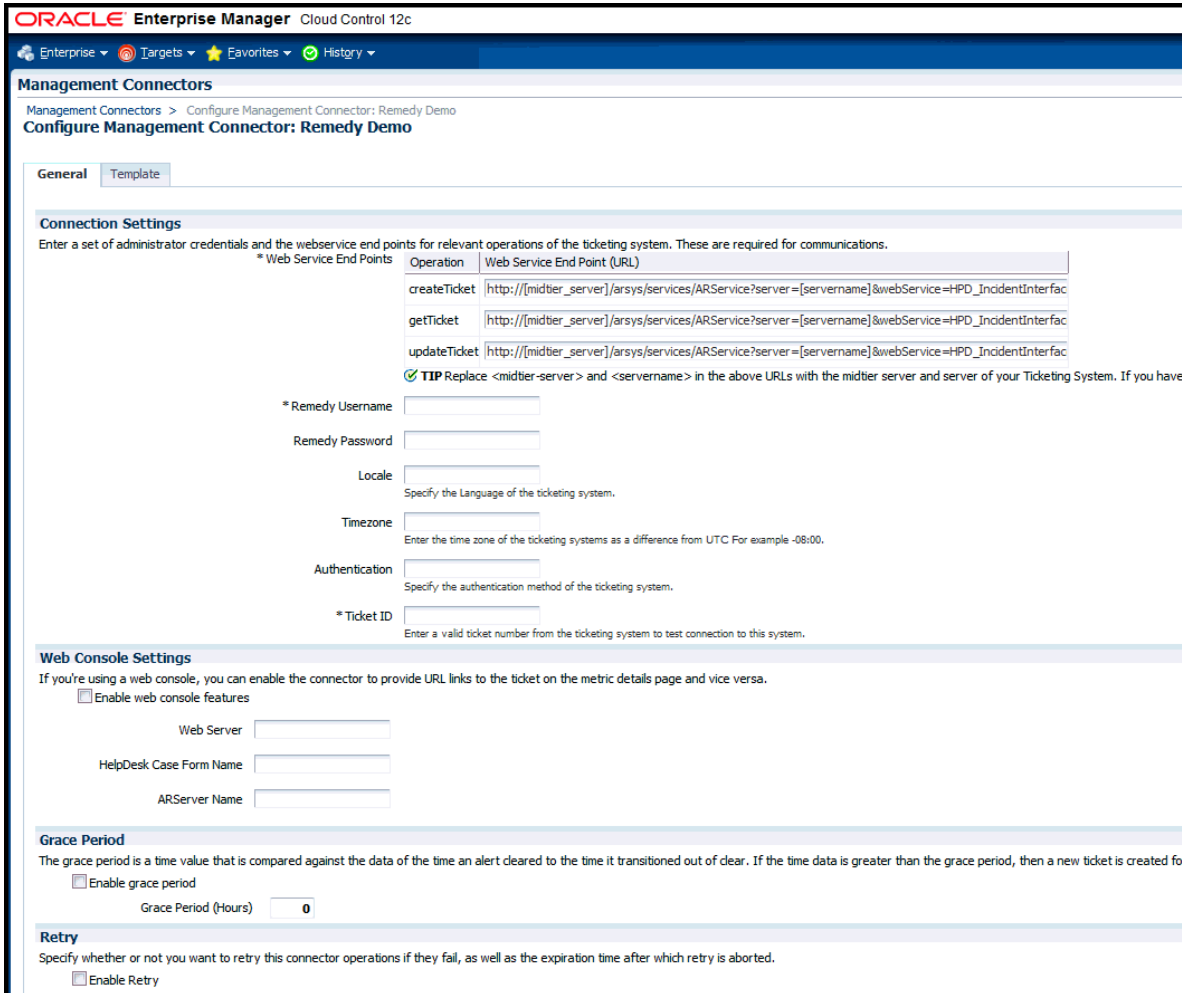 ORACLE Enterprise Manager Cloud Control 12c
Enterprise Targets Favorites History
Management Connectors
Management Connectors > Configure Management Connector: Remedy Demo
Configure Management Connector: Remedy Demo
General Template
Connection Settings
Enter a set of administrator credentials and the webservice end points for relevant operations of the ticketing system. These are required for communications.
* Web Service End Points Operation Web Service End Point (URL)
createTicket http://[midtier_server]/arsys/services/ARService?server=[servername]&webService=HPD_IncidentInterfac
getTicket http://[midtier_server]/arsys/services/ARService?server=[servername]&webService=HPD_IncidentInterfac
updateTicket http://[midtier_server]/arsys/services/ARService?server=[servername]&webService=HPD_IncidentInterfac
TIP Replace <midtier-server> and <servername> in the above URLs with the midtier server and server of your Ticketing System. If you have
* Remedy Username
Remedy Password
Locale
Specify the Language of the ticketing system.
Timezone
Enter the time zone of the ticketing systems as a difference from UTC For example -08:00.
Authentication
Specify the authentication method of the ticketing system.
* Ticket ID
Enter a valid ticket number from the ticketing system to test connection to this system.
Web Console Settings
If you're using a web console, you can enable the connector to provide URL links to the ticket on the metric details page and vice versa.
Enable web console features
Web Server
HelpDesk Case Form Name
ARServer Name
Grace Period
The grace period is a time value that is compared against the data of the time an alert cleared to the time it transitioned out of clear. If the time data is greater than the grace period, then a new ticket is created fo
Enable grace period
Grace Period (Hours) 0
Retry
Specify whether or not you want to retry this connector operations if they fail, as well as the expiration time after which retry is aborted.
Enable Retry